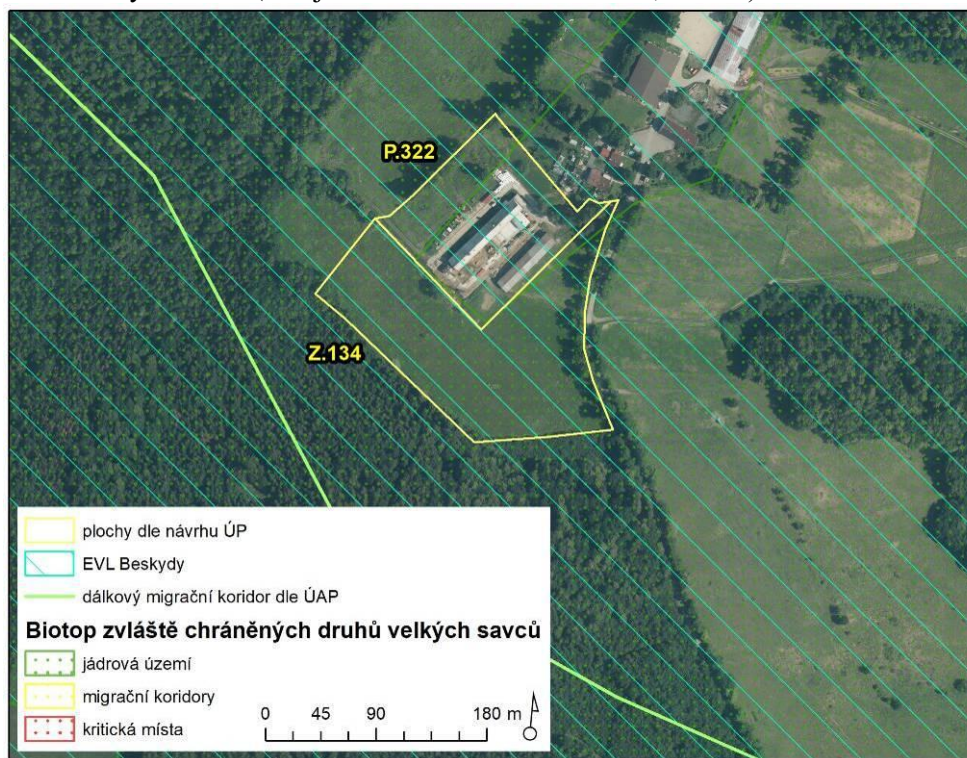 P.322
Z.134
plochy dle návrhu ÚP
EVL Beskydy
dálkový migrační koridor dle ÚAP
Biotop zvláště chráněných druhů velkých savců
jádrová území
migrační koridory
kritická místa
0 45 90 180 m